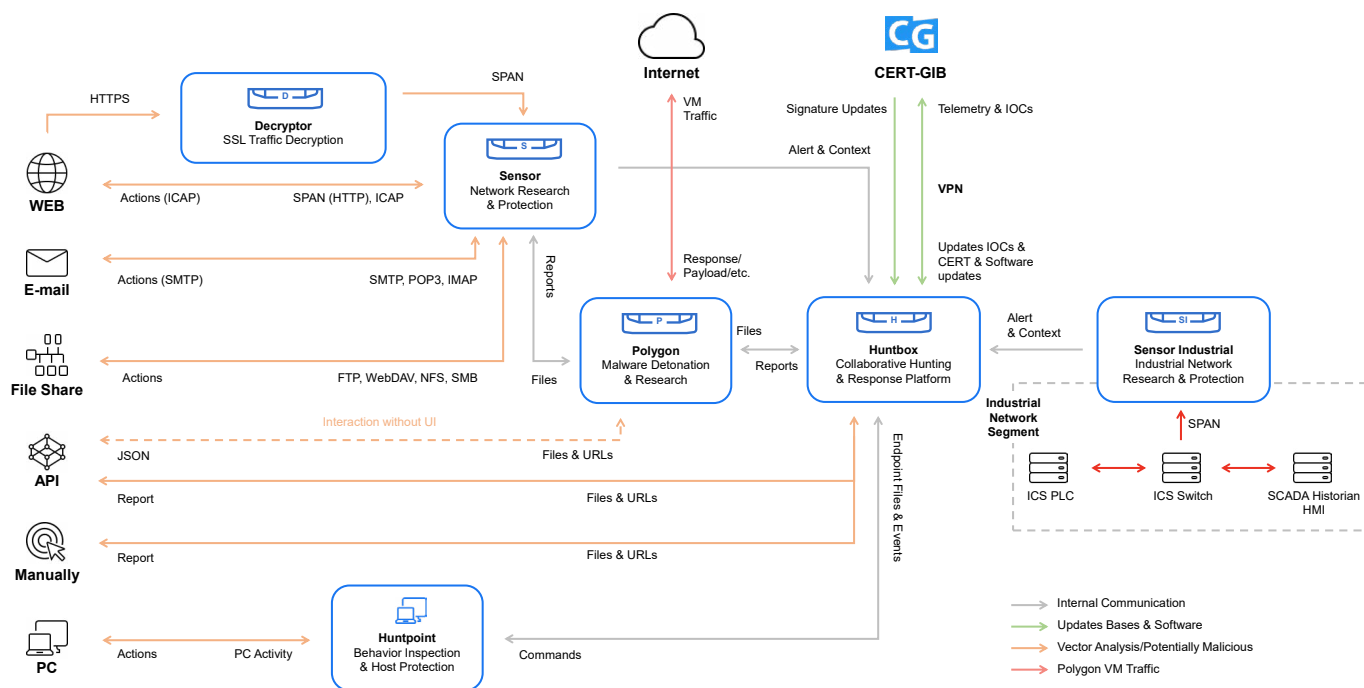 CG
Internet
CERT-GIB
HTTPS
SPAN
D
Decryptor
SSL Traffic Decryption
VM
Traffic
Signature Updates
Telemetry & IOCs
S
Sensor
Network Research
& Protection
Alert & Context
WEB
Actions (ICAP)
SPAN (HTTP), ICAP
VPN
E-mail
Actions (SMTP)
SMTP, POP3, IMAP
Reports
Response/
Payload/etc.
Updates IOCs &
CERT & Software
updates
P
Polygon
Malware Detonation
& Research
Files
Reports
H
Huntbox
Collaborative Hunting
& Response Platform
Alert
& Context
SI
Sensor Industrial
Industrial Network
Research & Protection
File Share
Actions
FTP, WebDAV, NFS, SMB
Files
Industrial
Network
Segment
SPAN
Interaction without UI
API
JSON
Files & URLs
Endpoint Files & Events
ICS PLC
ICS Switch
SCADA Historian
HMI
Report
Files & URLs
Manually
Report
Files & URLs
PC
Actions
PC Activity
Huntpoint
Behavior Inspection
& Host Protection
Commands
Internal Communication
Updates Bases & Software
Vector Analysis/Potentially Malicious
Polygon VM Traffic